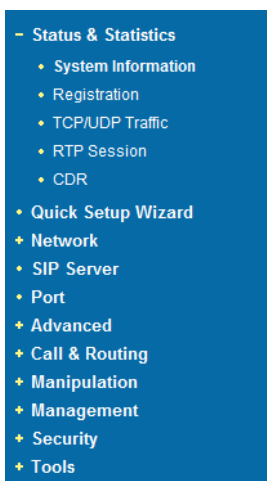 Status & Statistics
System Information
Registration
TCP/UDP Traffic
RTP Session
CDR
Quick Setup Wizard
Network
SIP Server
Port
Advanced
Call & Routing
Manipulation
Management
Security
Tools